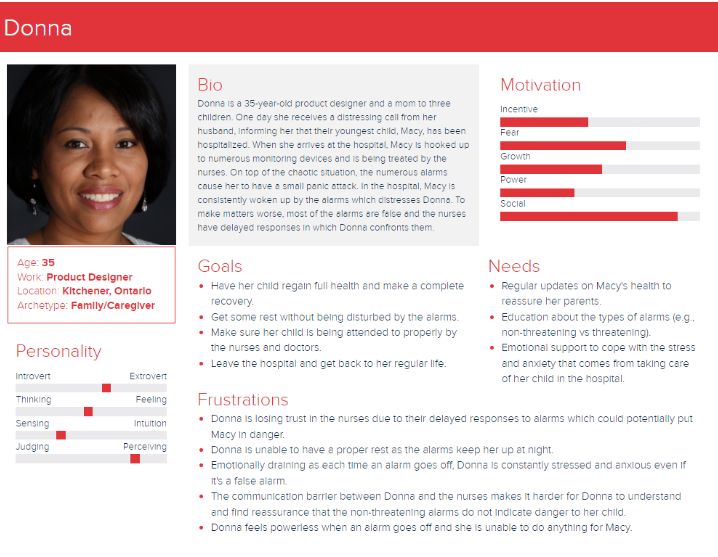 Donna
Bio
Donna is a 35-year-old product designer and a mom to three
children. One day she receives a distressing call from her
husband, informing her that their youngest child, Macy, has been
hospitalized. When she arrives at the hospital, Macy is hooked up
to numerous monitoring devices and is being treated by the
nurses. On top of the chaotic situation, the numerous alarms
cause her to have a small panic attack. In the hospital, Macy is
consistently woken up by the alarms which distresses Donna. To
make matters worse, most of the alarms are false and the nurses
have delayed responses in which Donna confronts them.
Motivation
Incentive
Fear
Growth
Power
Social
Age: 35
Work: Product Designer
Location: Kitchener, Ontario
Archetype: Family/Caregiver
Personality
Introvert Extrovert
Thinking Feeling
Sensing Intuition
Judging Perceiving
Goals
• Have her child regain full health and make a complete
recovery.
• Get some rest without being disturbed by the alarms.
• Make sure her child is being attended to properly by
the nurses and doctors.
• Leave the hospital and get back to her regular life.
Needs
• Regular updates on Macy's health to
reassure her parents.
• Education about the types of alarms (e.g.,
non-threatening vs threatening).
• Emotional support to cope with the stress
and anxiety that comes from taking care
of her child in the hospital.
Frustrations
• Donna is losing trust in the nurses due to their delayed responses to alarms which could potentially put
Macy in danger.
• Donna is unable to have a proper rest as the alarms keep her up at night.
• Emotionally draining as each time an alarm goes off, Donna is constantly stressed and anxious even if
it's a false alarm.
• The communication barrier between Donna and the nurses makes it harder for Donna to understand
and find reassurance that the non-threatening alarms do not indicate danger to her child.
• Donna feels powerless when an alarm goes off and she is unable to do anything for Macy.